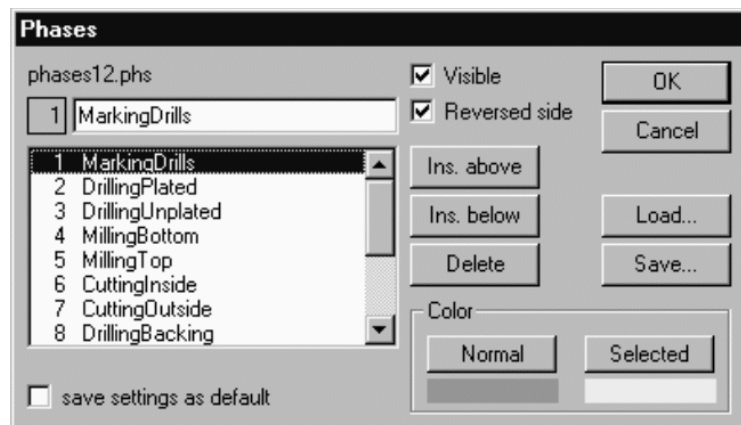 Phases
phases12.phs
1 MarkingDrills
1 MarkingDrills
2 DrillingPlated
3 DrillingUnplated
4 MillingBottom
5 MillingTop
6 CuttingInside
7 CuttingOutside
8 DrillingBacking
save settings as default
Visible
Reversed side
Ins. above
Ins. below
Delete
OK
Cancel
Load...
Save...
Color
Normal
Selected